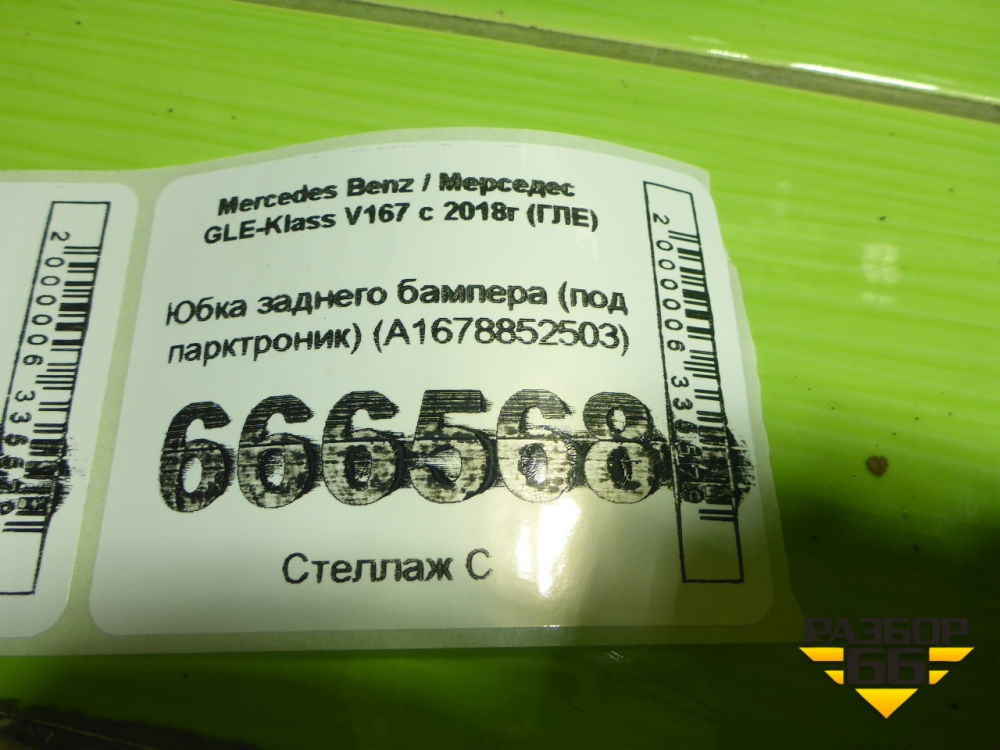 Mercedes Benz / Мерседес
GLE-Klass V167 с 2018г (ГЛЕ)
Юбка заднего бампера (под
парктроник) (A1678852503)
666568
Стеллаж С
РАЗБОР
66